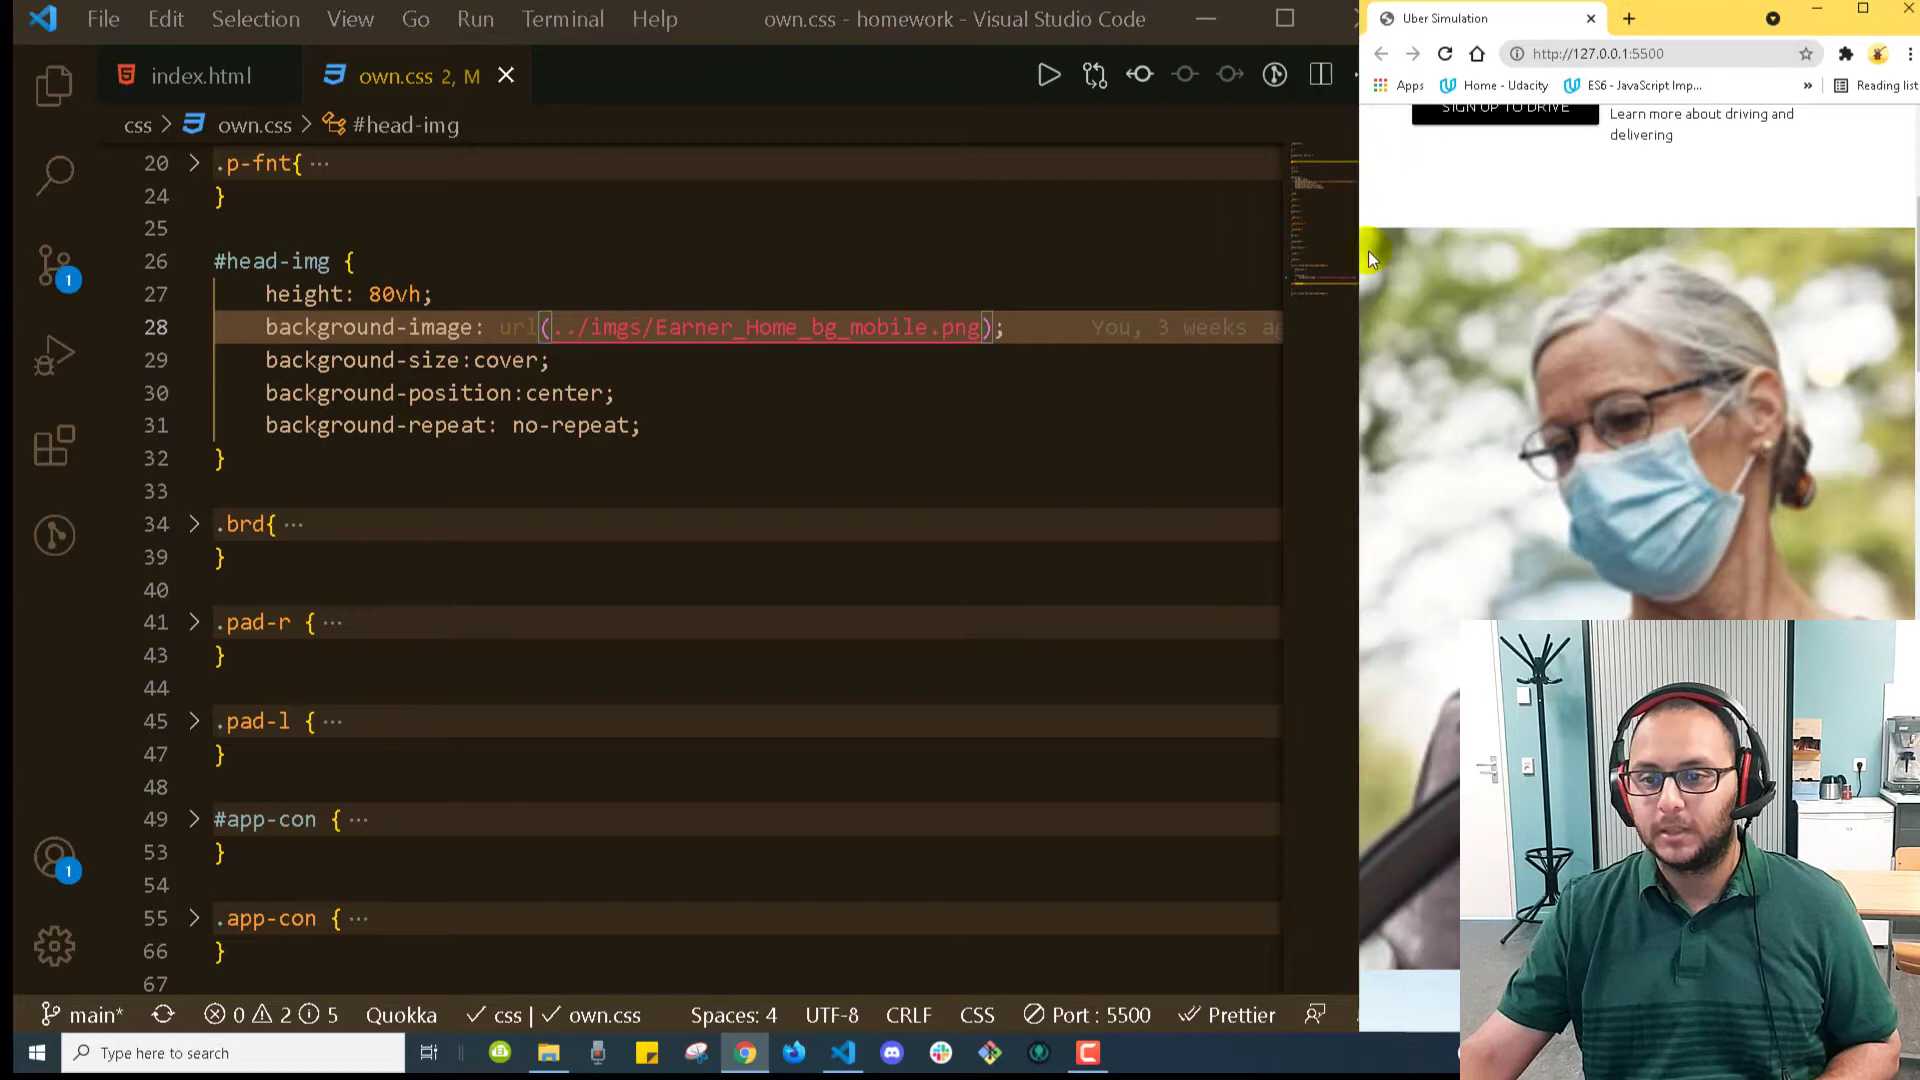 File Edit Selection View Go Run Terminal Help own.css - homework - Visual Studio Code
index.html own.css 2, M
css > own.css > #head-img
20 .p-fnt{ ...
24 }
25
26 #head-img {
27 height: 80vh;
28 background-image: url(../imgs/Earner_Home_bg_mobile.png); You, 3 weeks ag
29 background-size:cover;
30 background-position:center;
31 background-repeat: no-repeat;
32 }
33
34 .brd{ ...
39 }
40
41 .pad-r { ...
43 }
44
45 .pad-l { ...
47 }
48
49 #app-con { ...
53 }
54
55 .app-con { ...
66 }
67
1
1
main* 0 2 5 Quokka css | own.css Spaces: 4 UTF-8 CRLF CSS Port : 5500 Prettier
Type here to search
Uber Simulation
http://127.0.0.1:5500
Apps Home - Udacity ES6 - JavaScript Imp... » Reading list
SIGN UP TO DRIVE
Learn more about driving and
delivering